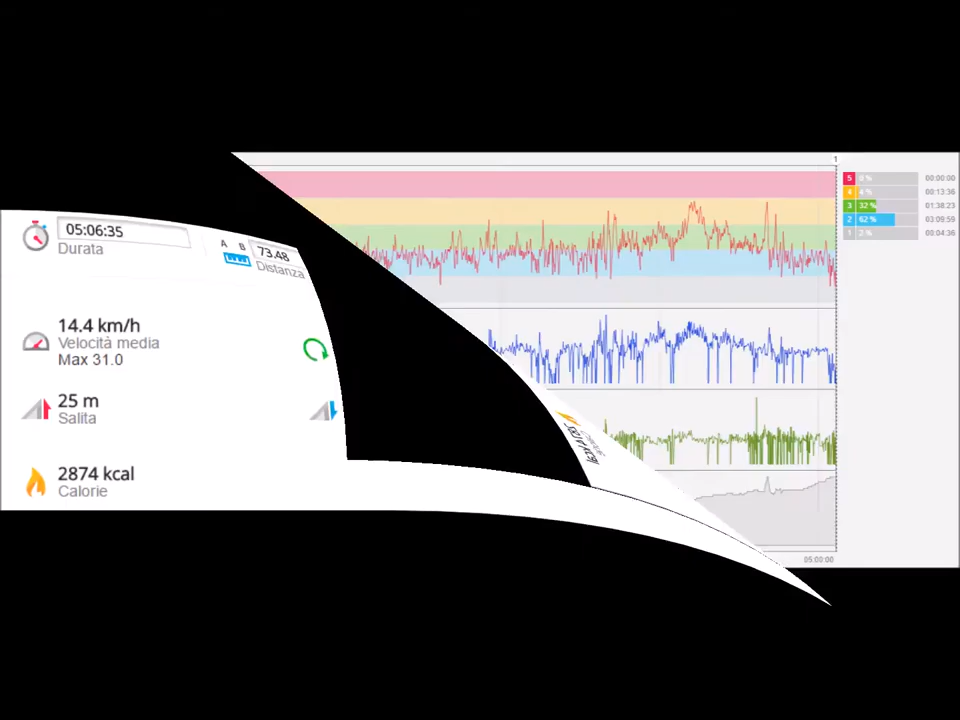 05:06:35
Durata
A B
73.48
Distanza
14.4 km/h
Velocità media
Max 31.0
25 m
Salita
2874 kcal
Calorie
1
5 0 % 00:00:00
4 4 % 00:13:36
3 32 % 01:38:23
2 62 % 03:09:59
1 2 % 00:04:36
05:00:00